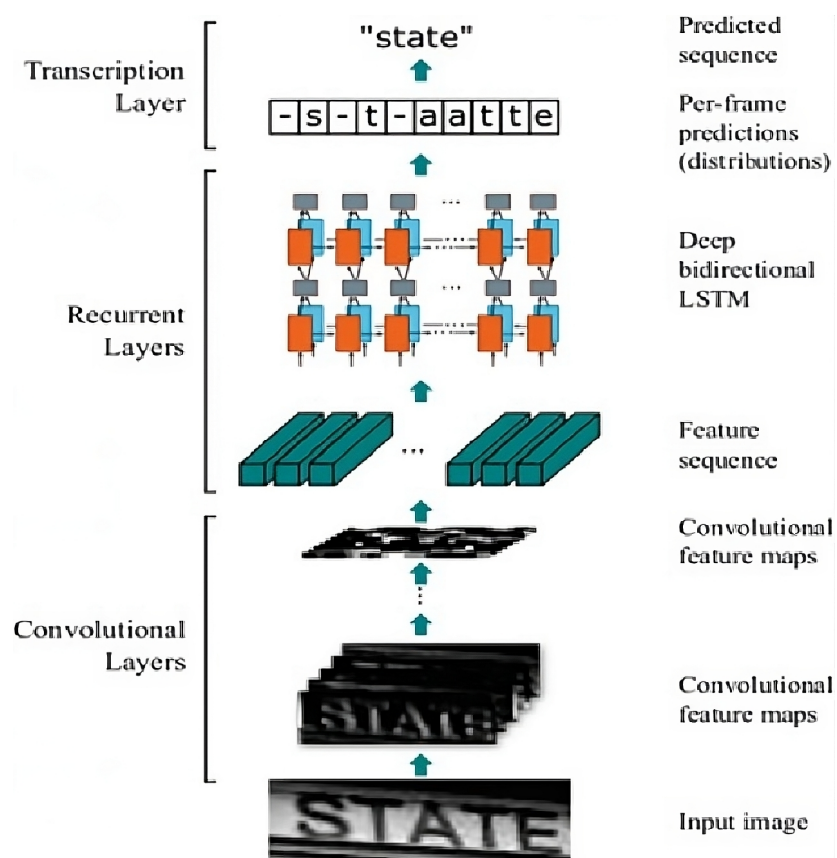 "state"
Predicted sequence
Transcription Layer
- s - t - a a t t e
Per-frame predictions (distributions)
...
Deep bidirectional LSTM
Recurrent Layers
...
Feature sequence
Convolutional feature maps
Convolutional Layers
STATE
Convolutional feature maps
STATE
Input image